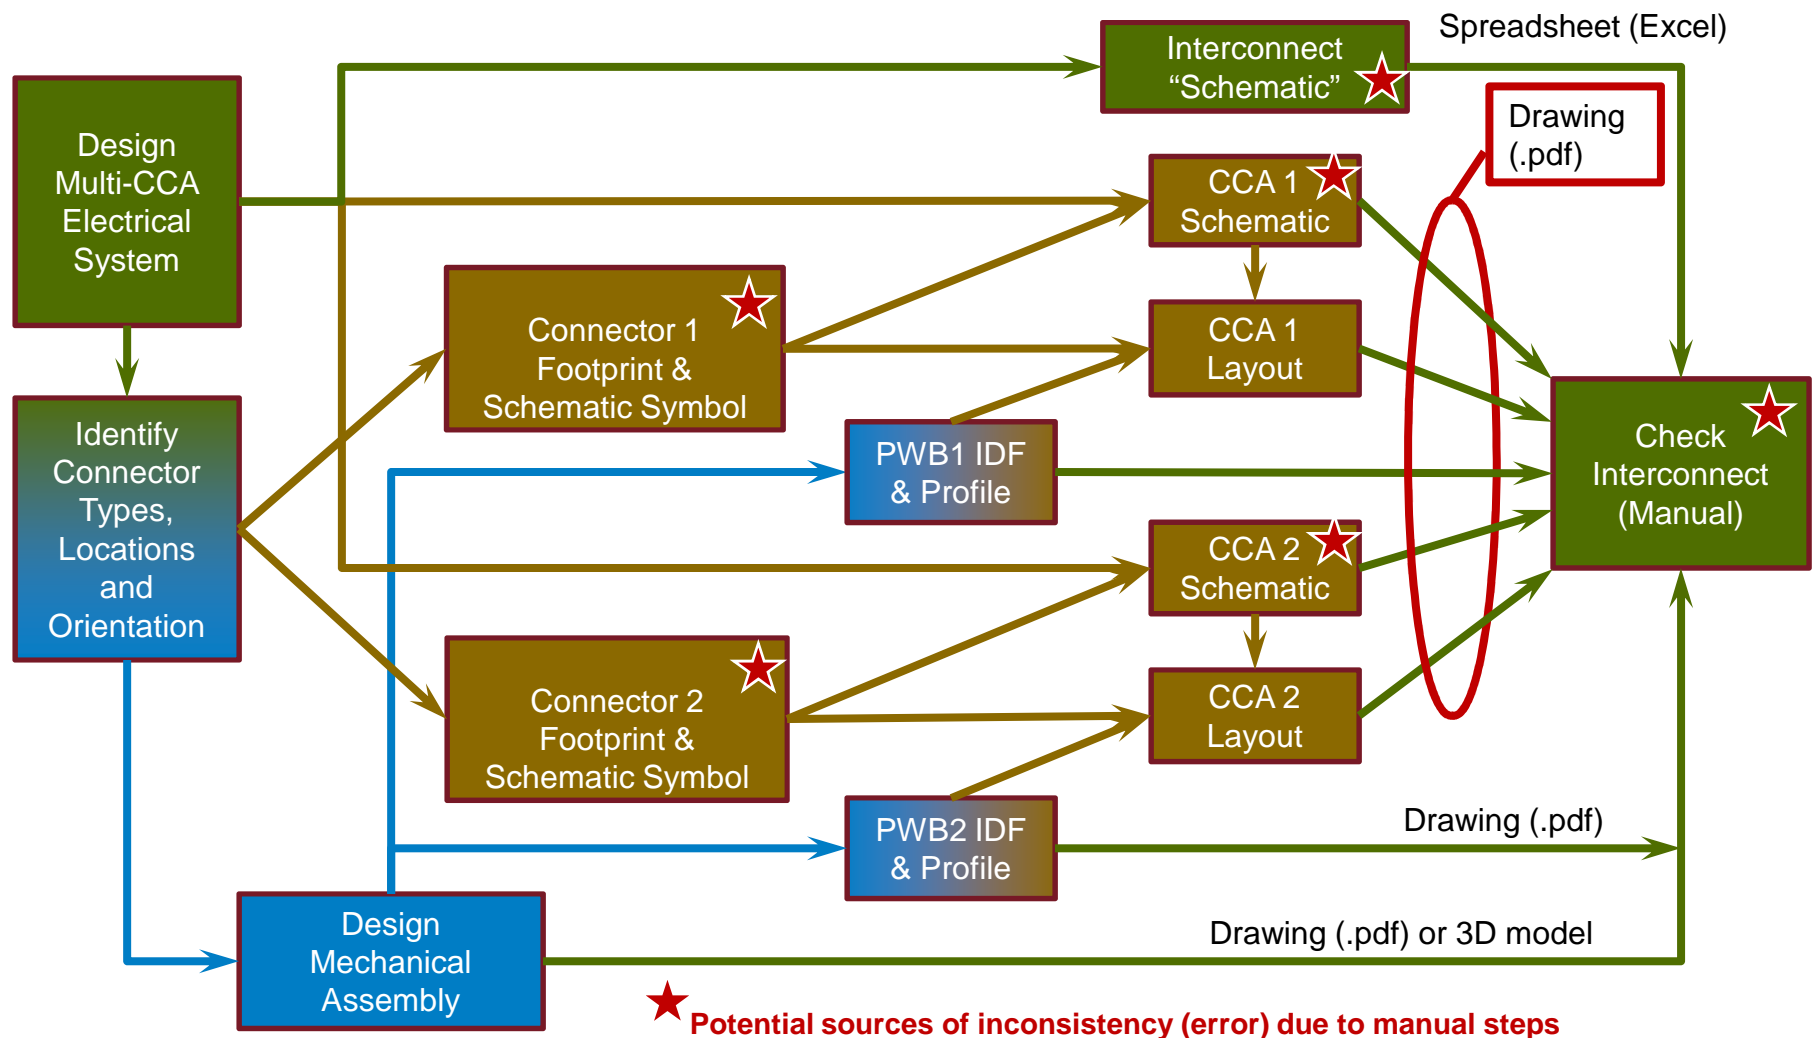 Spreadsheet (Excel)
Interconnect
“Schematic”
Drawing
(.pdf)
Design
Multi-CCA
Electrical
System
CCA 1
Schematic
Connector 1
Footprint &
Schematic Symbol
CCA 1
Layout
Identify
Connector
Types,
Locations
and
Orientation
PWB1 IDF
& Profile
Check
Interconnect
(Manual)
CCA 2
Schematic
Connector 2
Footprint &
Schematic Symbol
CCA 2
Layout
PWB2 IDF
& Profile
Drawing (.pdf)
Design
Mechanical
Assembly
Drawing (.pdf) or 3D model
Potential sources of inconsistency (error) due to manual steps